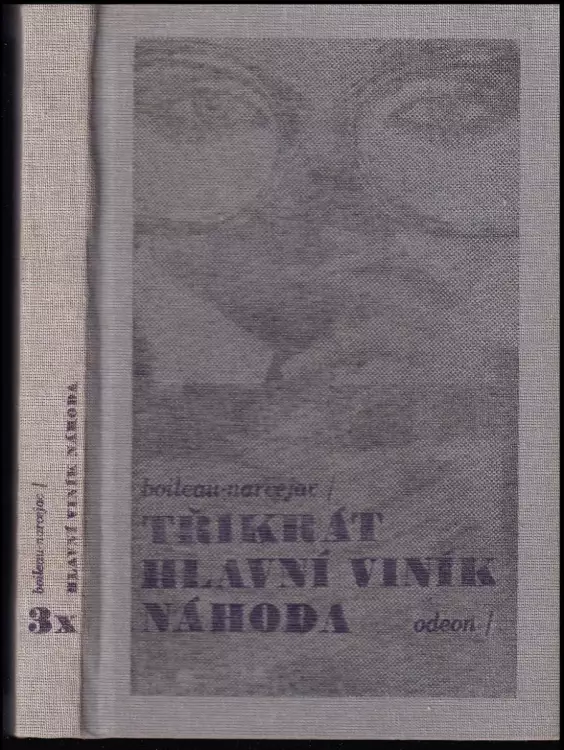 boileau-narcejac /
3x HLAVNÍ VINÍK NÁHODA
boileau-narcejac /
TŘIKRÁT
HLAVNÍ VINÍK
NÁHODA
odeon /